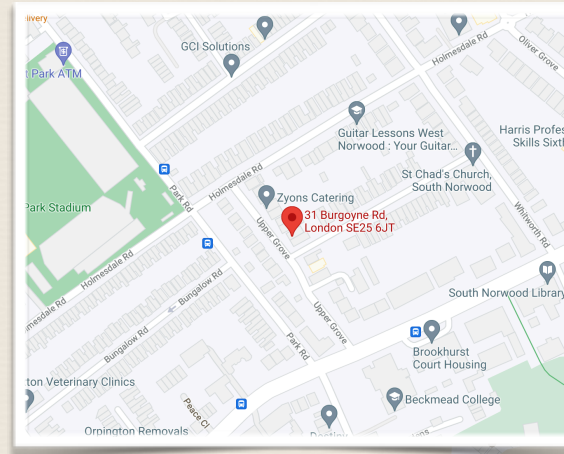 livery
GCI Solutions
Holmesdale Rd
Oliver Grove
t Park ATM
Guitar Lessons West
Norwood : Your Guitar...
Harris Profes
Skills Sixt
St Chad's Church,
South Norwood
Park Rd
Holmesdale Rd
Zyons Catering
Park Stadium
31 Burgoyne Rd,
London SE25 6JT
Upper Grove
Whitworth Rd
Holmesdale Rd
mesdale Rd
Bungalow Rd
South Norwood Library
Upper Grove
Bungalow Rd
Park Rd
Brookhurst
Court Housing
ton Veterinary Clinics
Peace Cl
Beckmead College
Orpington Removals